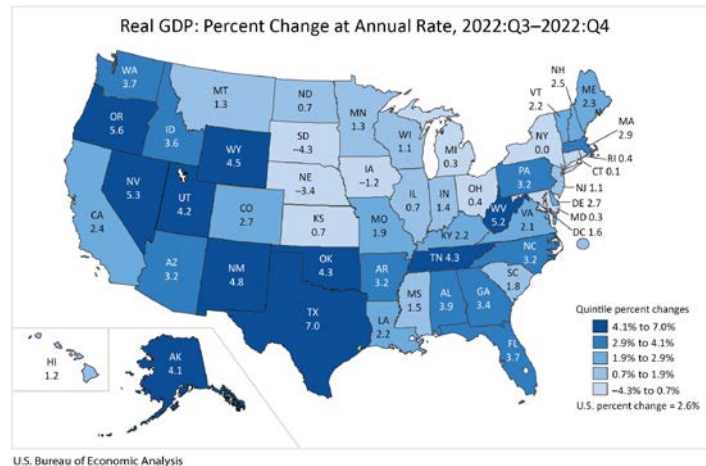 Real GDP: Percent Change at Annual Rate, 2022:Q3–2022:Q4
WA
3.7
OR
5.6
CA
2.4
NV
5.3
ID
3.6
MT
1.3
WY
4.5
UT
4.2
CO
2.7
AZ
3.2
NM
4.8
ND
0.7
SD
–4.3
NE
–3.4
KS
0.7
OK
4.3
TX
7.0
MN
1.3
IA
–1.2
MO
1.9
AR
3.2
LA
2.2
WI
1.1
IL
0.7
MI
0.3
IN
1.4
OH
0.4
KY 2.2
TN 4.3
MS
1.5
AL
3.9
GA
3.4
FL
3.7
SC
1.8
NC
3.2
VA
2.1
WV
5.2
PA
3.2
NY
0.0
VT
2.2
NH
2.5
ME
2.3
MA
2.9
RI 0.4
CT 0.1
NJ 1.1
DE 2.7
MD 0.3
DC 1.6
HI
1.2
AK
4.1
Quintile percent changes
4.1% to 7.0%
2.9% to 4.1%
1.9% to 2.9%
0.7% to 1.9%
–4.3% to 0.7%
U.S. percent change = 2.6%
U.S. Bureau of Economic Analysis